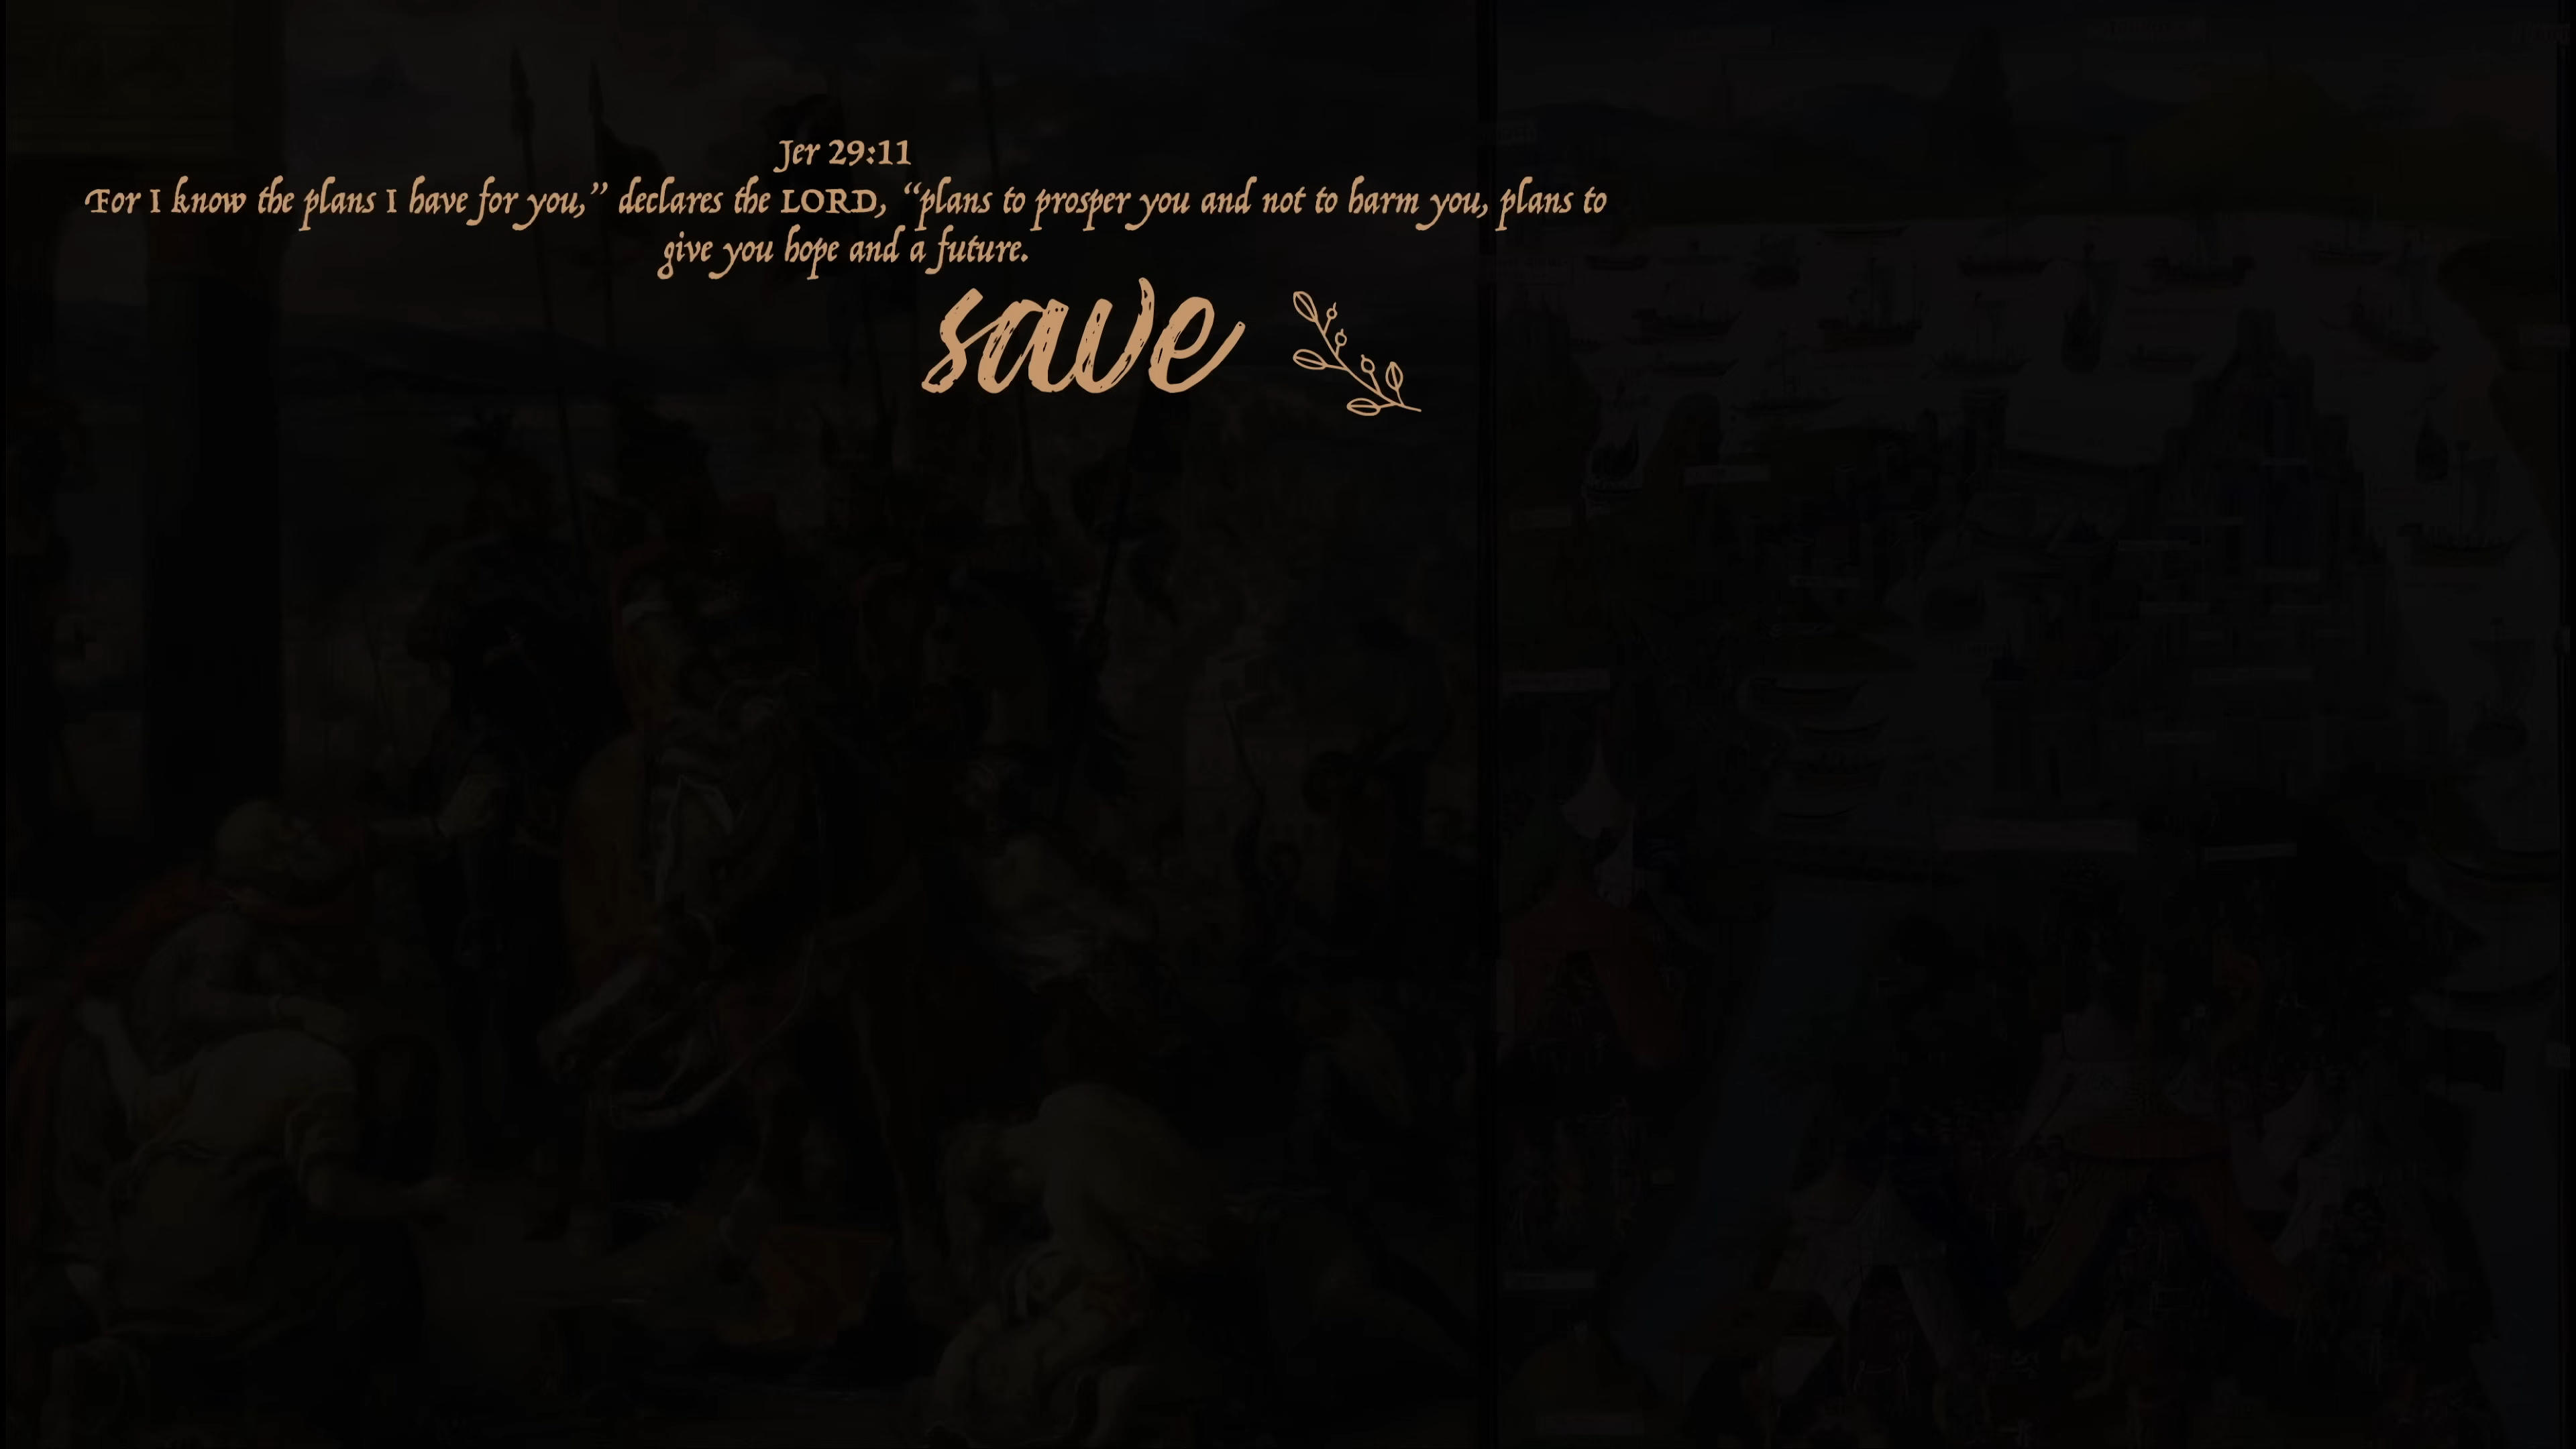 Jer 29:11
For I know the plans I have for you,” declares the LORD, “plans to prosper you and not to harm you, plans to
give you hope and a future.
save